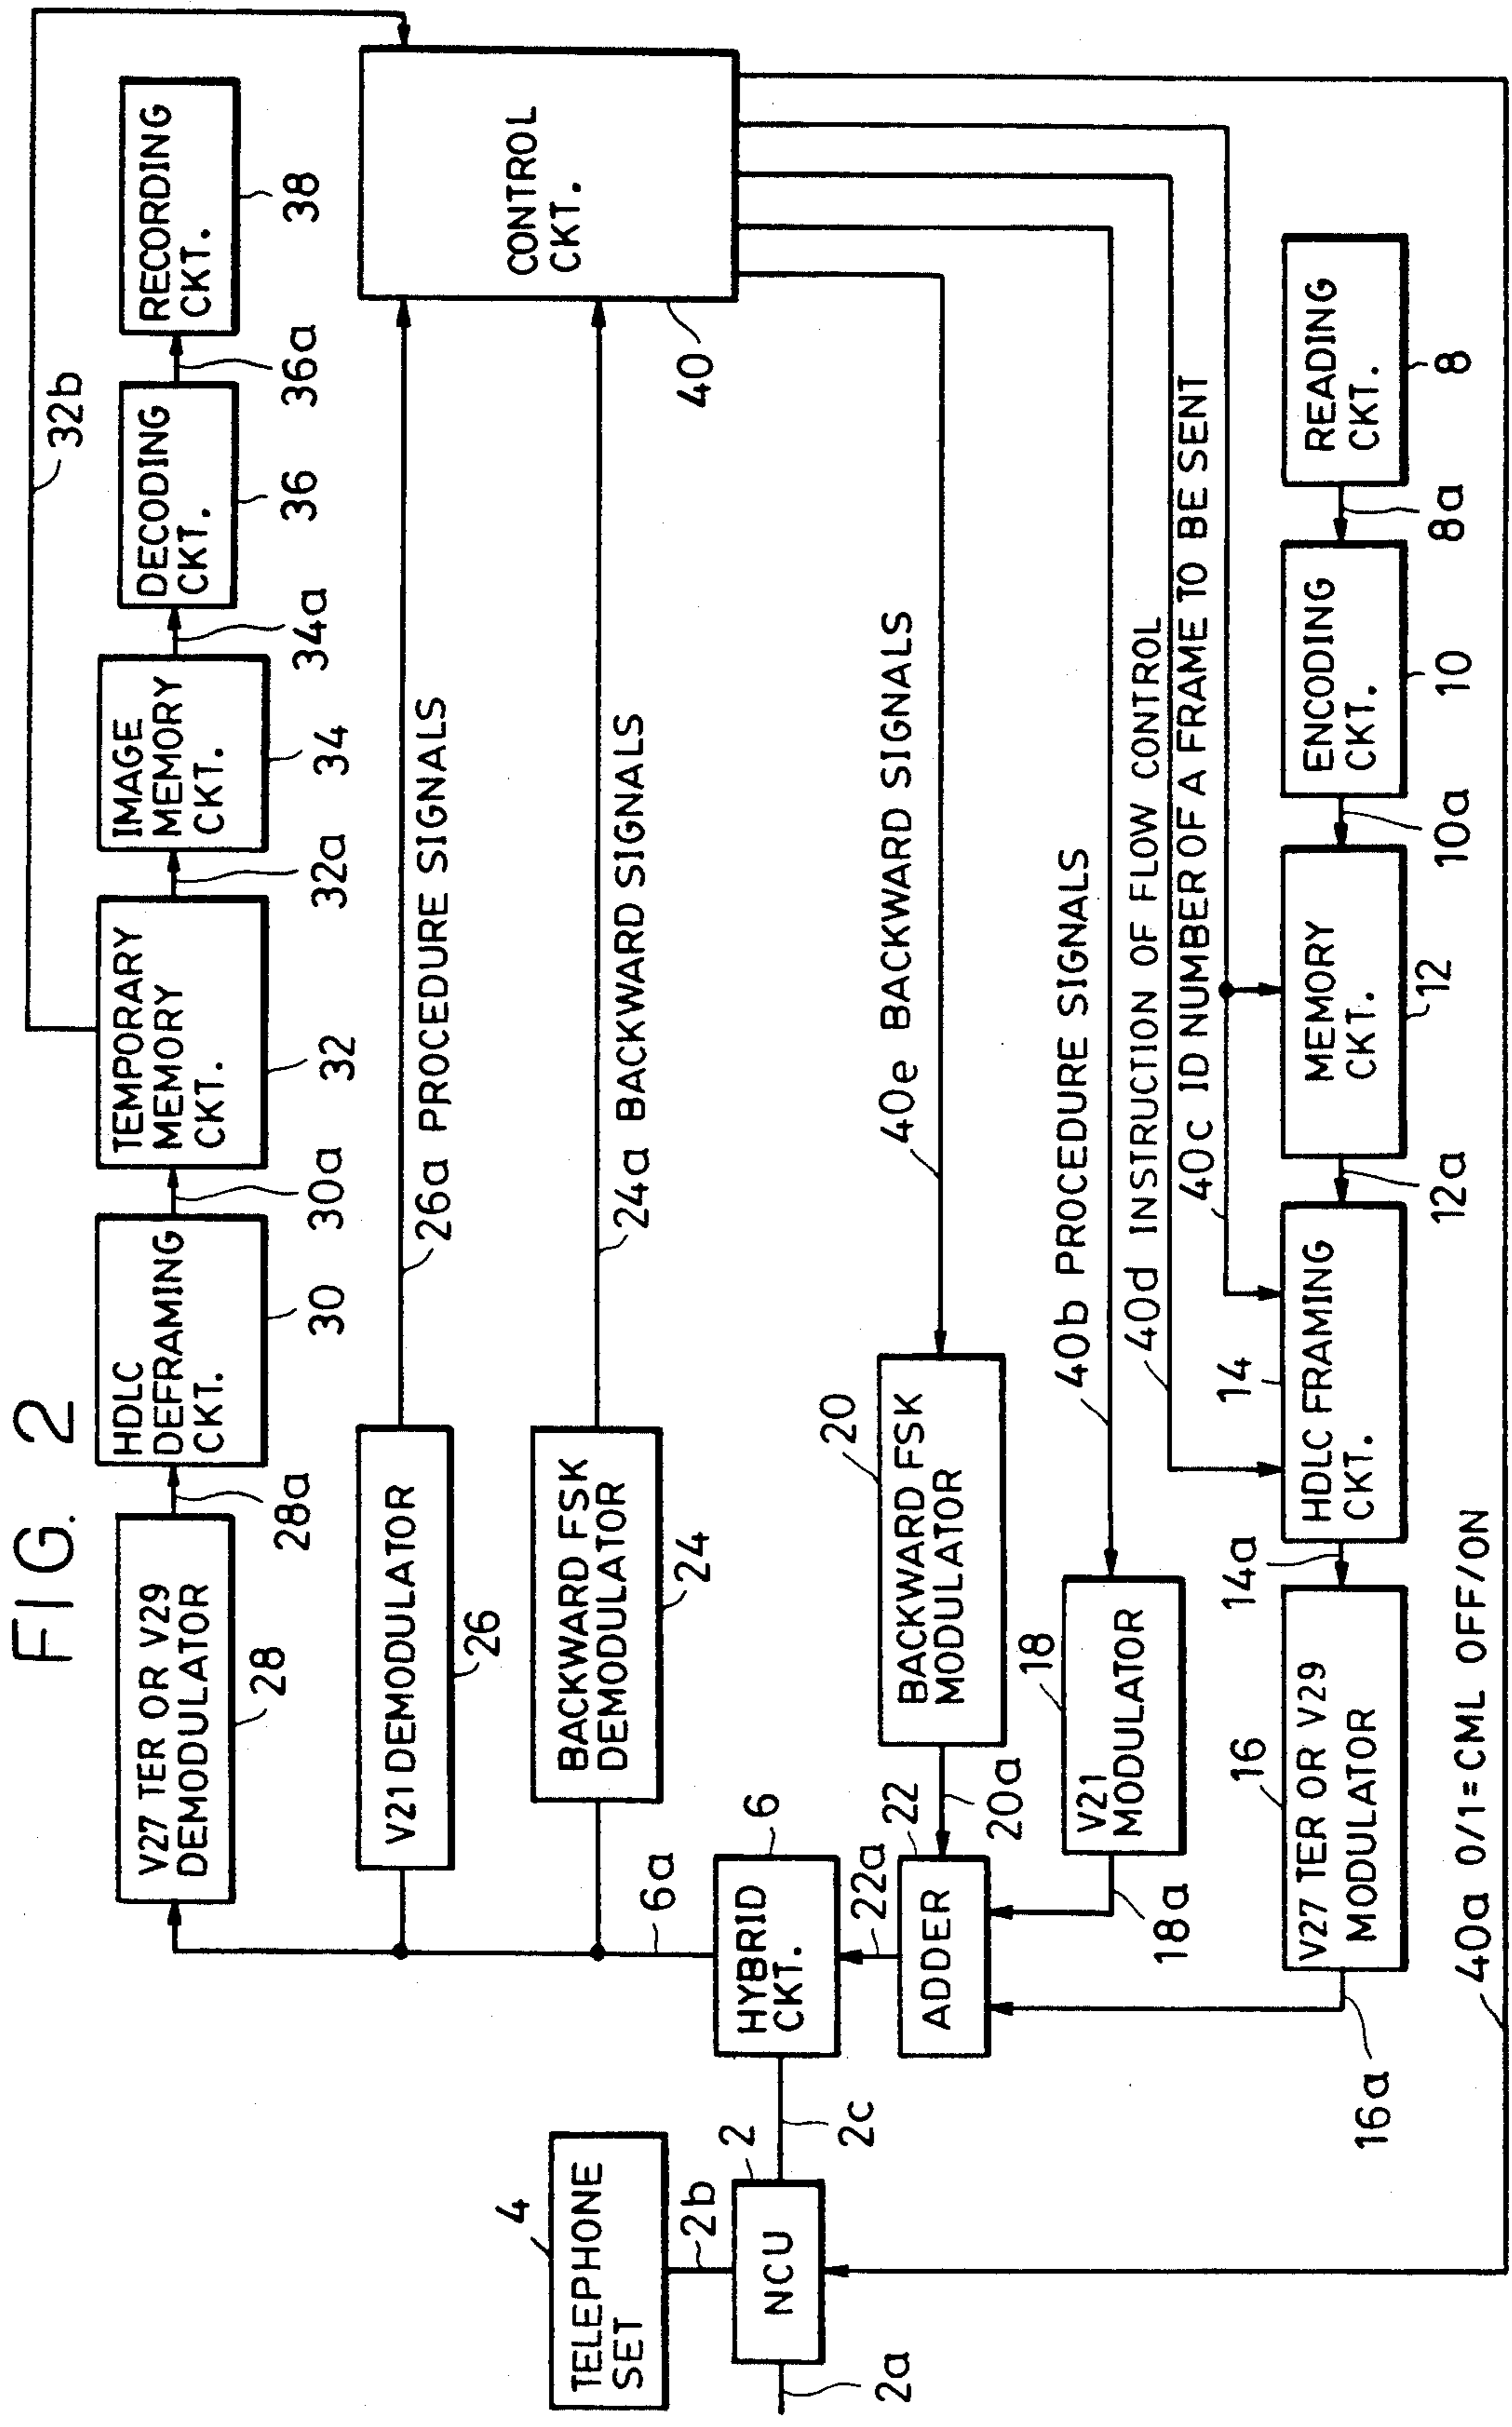 FIG. 2
32b
V27 TER OR V29
DEMODULATOR
28
28a
HDLC
DEFRAMING
CKT.
30
30a
TEMPORARY
MEMORY
CKT.
32
32a
IMAGE
MEMORY
CKT.
34
34a
DECODING
CKT.
36
36a
RECORDING
CKT.
38
V21 DEMODULATOR
26
26a PROCEDURE SIGNALS
BACKWARD FSK
DEMODULATOR
24
24a BACKWARD SIGNALS
CONTROL
CKT.
40
TELEPHONE
SET
4
2b
NCU
2
2a
2c
HYBRID
CKT.
6
6a
22a
ADDER
22
20a
BACKWARD FSK
MODULATOR
20
40e BACKWARD SIGNALS
V21
MODULATOR
18
18a
40b PROCEDURE SIGNALS
40d INSTRUCTION OF FLOW CONTROL
40c ID NUMBER OF A FRAME TO BE SENT
V27 TER OR V29
MODULATOR
16
16a
14a
HDLC FRAMING
CKT.
14
12a
MEMORY
CKT.
12
10a
ENCODING
CKT.
10
8a
READING
CKT.
8
40a 0/1=CML OFF/ON